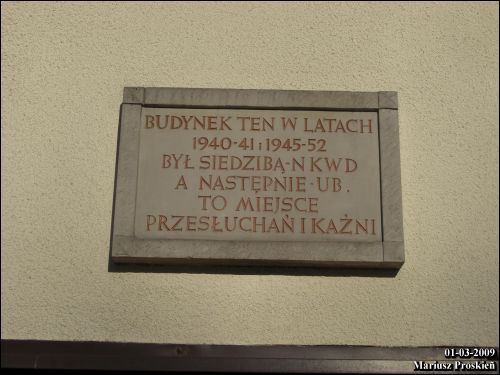 BUDYNEK TEN W LATACH
1940-41 i 1945-52
BYŁ SIEDZIBĄ-NKWD
A NASTĘPNIE-UB.
TO MIEJSCE
PRZESŁUCHAŃ I KAŹNI
01-03-2009
Mariusz Proskień